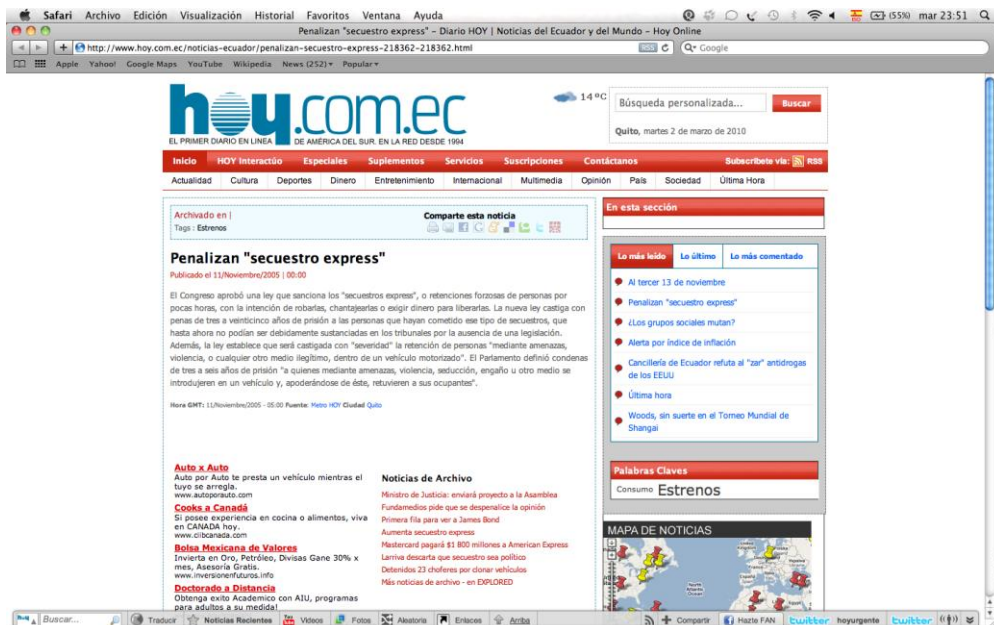 Safari Archivo Edición Visualización Historial Favoritos Ventana Ayuda (55%) mar 23:51
Penalizan "secuestro express" – Diario HOY | Noticias del Ecuador y del Mundo – Hoy Online
http://www.hoy.com.ec/noticias-ecuador/penalizan-secuestro-express-218362-218362.html RSS Google
Apple Yahoo! Google Maps YouTube Wikipedia News (252) Popular
hoy.com.ec
EL PRIMER DIARIO EN LINEA DE AMÉRICA DEL SUR. EN LA RED DESDE 1994
14ºC
Búsqueda personalizada... Buscar
Quito, martes 2 de marzo de 2010
Inicio HOY Interactúo Especiales Suplementos Servicios Suscripciones Contáctanos Subscríbete vía: RSS
Actualidad Cultura Deportes Dinero Entretenimiento Internacional Multimedia Opinión País Sociedad Última Hora
Archivado en |
Tags : Estrenos
Comparte esta noticia
Penalizan "secuestro express"
Publicado el 11/Noviembre/2005 | 00:00
El Congreso aprobó una ley que sanciona los "secuestros express", o retenciones forzosas de personas por
pocas horas, con la intención de robarlas, chantajearlas o exigir dinero para liberarlas. La nueva ley castiga con
penas de tres a veinticinco años de prisión a las personas que hayan cometido ese tipo de secuestros, que
hasta ahora no podían ser debidamente sustanciadas en los tribunales por la ausencia de una legislación.
Además, la ley establece que será castigada con "severidad" la retención de personas "mediante amenazas,
violencia, o cualquier otro medio ilegítimo, dentro de un vehículo motorizado". El Parlamento definió condenas
de tres a seis años de prisión "a quienes mediante amenazas, violencia, seducción, engaño u otro medio se
introdujeren en un vehículo y, apoderándose de éste, retuvieren a sus ocupantes".
Hora GMT: 11/Noviembre/2005 - 05:00 Fuente: Metro HOY Ciudad Quito
En esta sección
Lo más leído Lo último Lo más comentado
Al tercer 13 de noviembre
Penalizan "secuestro express"
¿Los grupos sociales mutan?
Alerta por índice de inflación
Cancillería de Ecuador refuta al "zar" antidrogas
de los EEUU
Última hora
Woods, sin suerte en el Torneo Mundial de
Shangai
Auto x Auto
Auto por Auto te presta un vehículo mientras el
tuyo se arregla.
www.autoporauto.com
Cooks a Canadá
Si posee experiencia en cocina o alimentos, viva
en CANADA hoy.
www.clbcanada.com
Bolsa Mexicana de Valores
Invierta en Oro, Petróleo, Divisas Gane 30% x
mes, Asesoría Gratis.
www.inversionenfuturos.info
Doctorado a Distancia
Obtenga exito Academico con AIU, programas
para adultos a su medida!
Noticias de Archivo
Ministro de Justicia: enviará proyecto a la Asamblea
Fundamedios pide que se despenalice la opinión
Primera fila para ver a James Bond
Aumenta secuestro express
Mastercard pagará $1 800 millones a American Express
Larriva descarta que secuestro sea político
Detenidos 23 choferes por clonar vehículos
Más noticias de archivo - en EXPLORED
Palabras Claves
Consumo Estrenos
MAPA DE NOTICIAS
Buscar... Traducir Noticias Recientes Videos Fotos Aleatoria Enlaces Arriba Compartir Hazte FAN twitter hoyurgente twitter